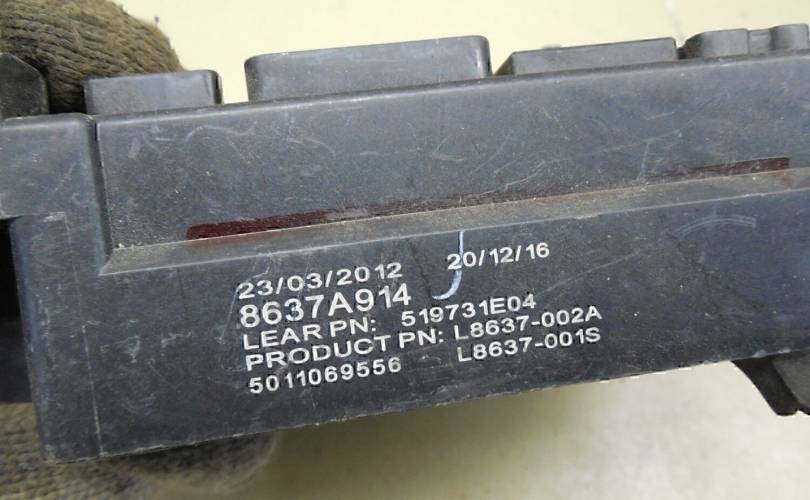 23/03/2012 20/12/16
8637A914
LEAR PN: 519731E04
PRODUCT PN: L8637-002A
5011069556 L8637-001S